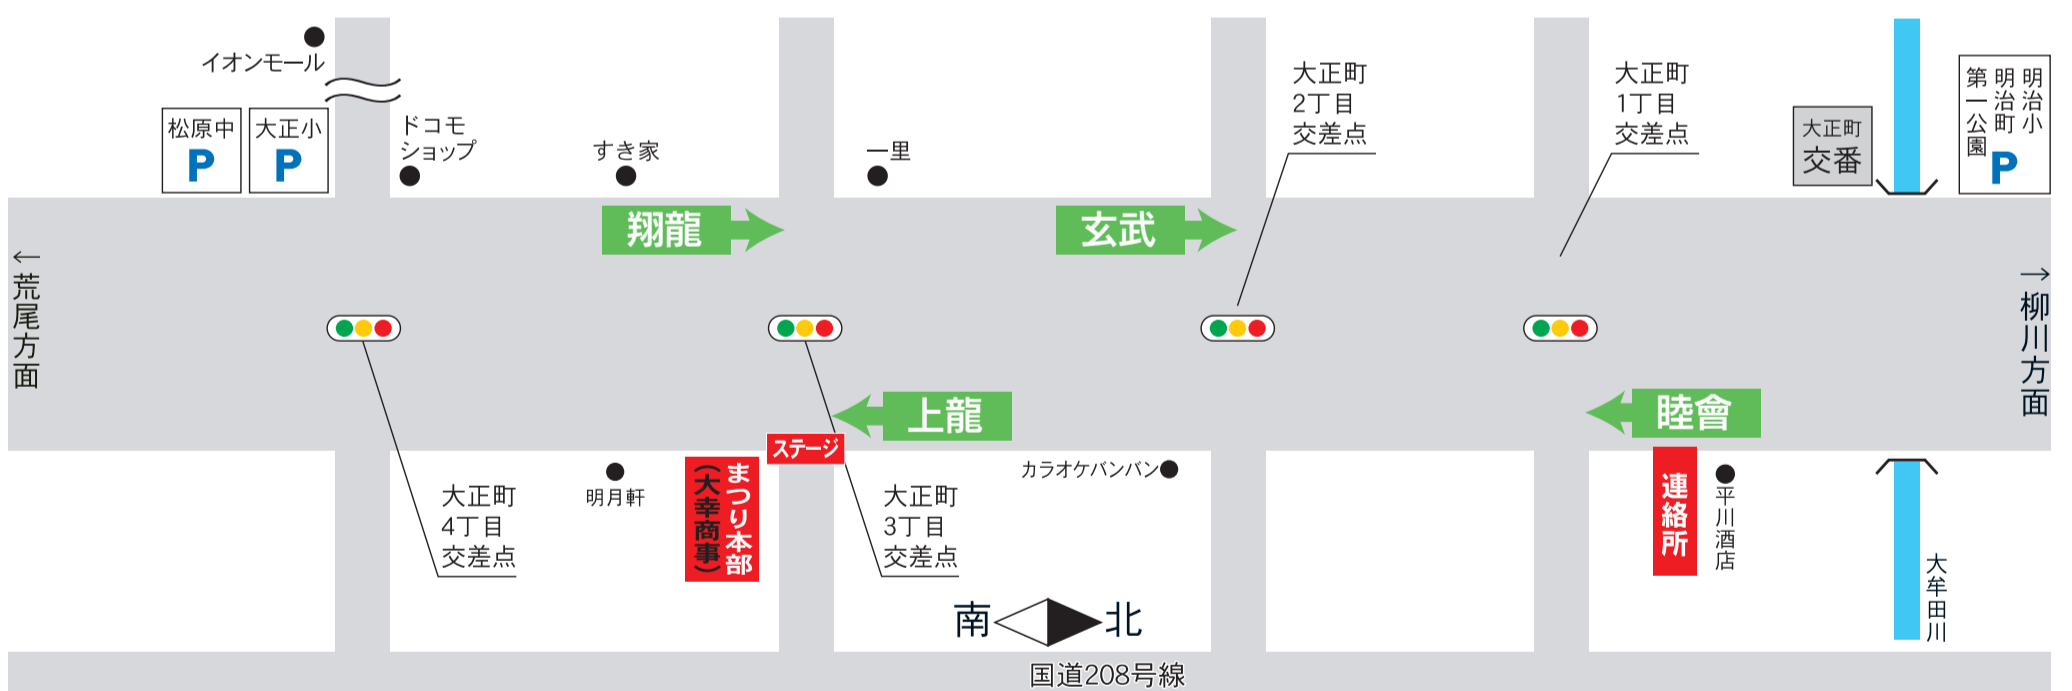 イオンモール
松原中
P
大正小
P
ドコモ
ショップ
すき家
一里
大正町
2丁目
交差点
大正町
1丁目
交差点
大正町
交番
明治小
明治町
第一公園
P
翔龍
玄武
←荒尾方面
→柳川方面
上龍
睦會
ステージ
まつり本部
(大幸商事)
明月軒
大正町
4丁目
交差点
大正町
3丁目
交差点
カラオケバンバン
連絡所
平川酒店
大牟田川
南
北
国道208号線